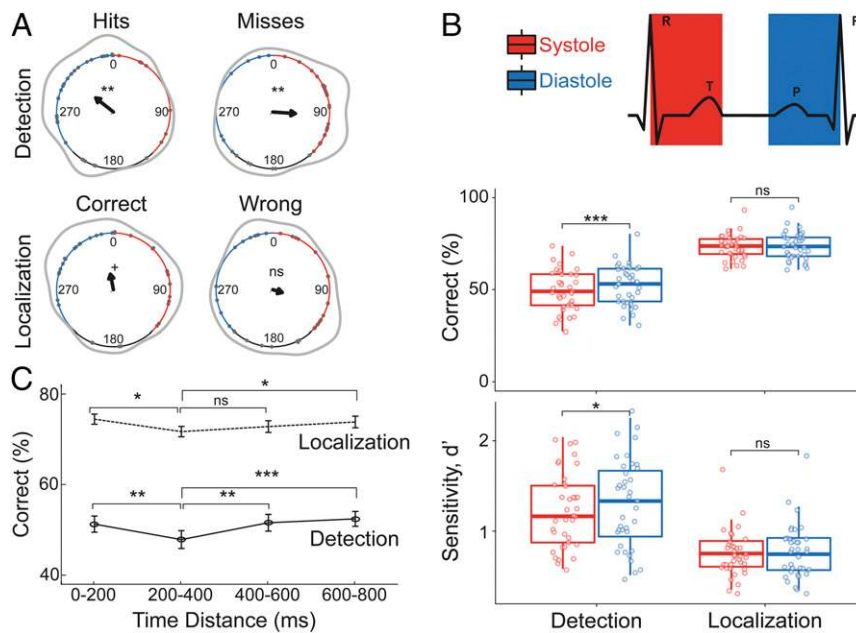 A
Hits
Misses
Detection
0
**
270
90
180
0
**
270
90
180
Correct
Wrong
Localization
0
+
270
90
180
0
ns
270
90
180
B
Systole
Diastole
R
T
P
Correct (%)
100
50
0
***
ns
Sensitivity, d'
2
1
*
ns
Detection
Localization
C
Correct (%)
80
60
40
*
ns
*
Localization
**
**
***
Detection
0-200
200-400
400-600
600-800
Time Distance (ms)